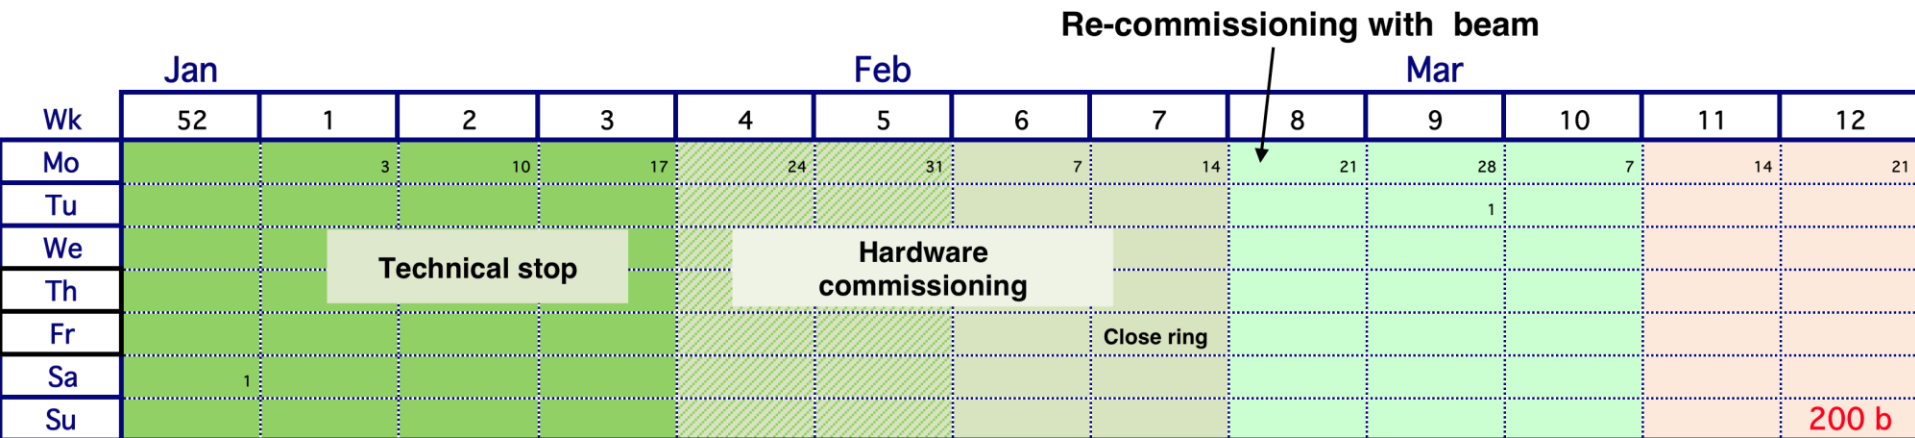 Re-commissioning with beam
Jan Feb Mar
Wk 52 1 2 3 4 5 6 7 8 9 10 11 12
Mo 3 10 17 24 31 7 14 21 28 7 14 21
Tu 1
We
Technical stop
Hardware
commissioning
Th
Fr Close ring
Sa 1
Su 200 b